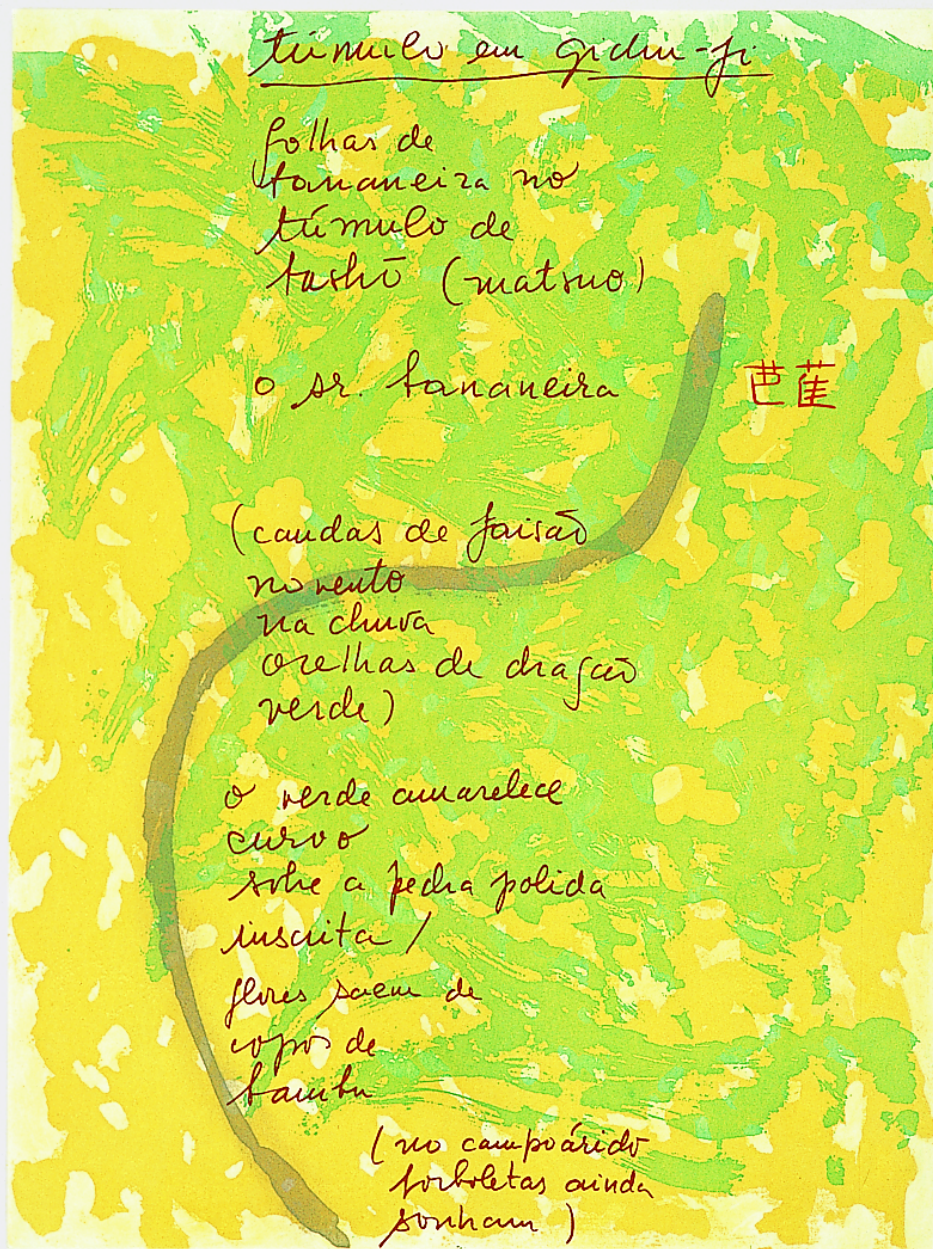 túmulo em gichu-ji
folhas de
bananeira no
túmulo de
bashō (matsuo)
o sr. bananeira 芭蕉
(caudas de faisão
no vento
na chuva
orelhas de dragão
verde)
o verde amarelece
curvo
sobre a pedra polida
inscrita /
flores saem de
copos de
bambu
(no campoárido
borboletas ainda
sonham)